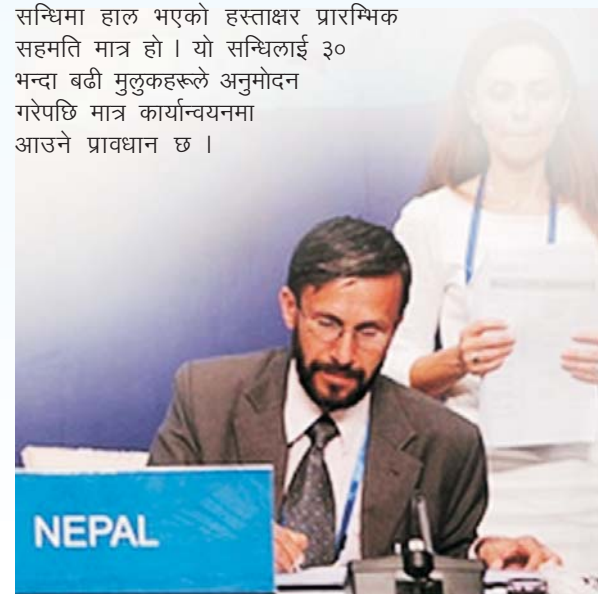 सन्धिमा हाल भएको हस्ताक्षर प्रारम्भिक
सहमति मात्र हो । यो सन्धिलाई ३०
भन्दा बढी मुलुकहरूले अनुमोदन
गरेपछि मात्र कार्यान्वयनमा
आउने प्रावधान छ ।
NEPAL